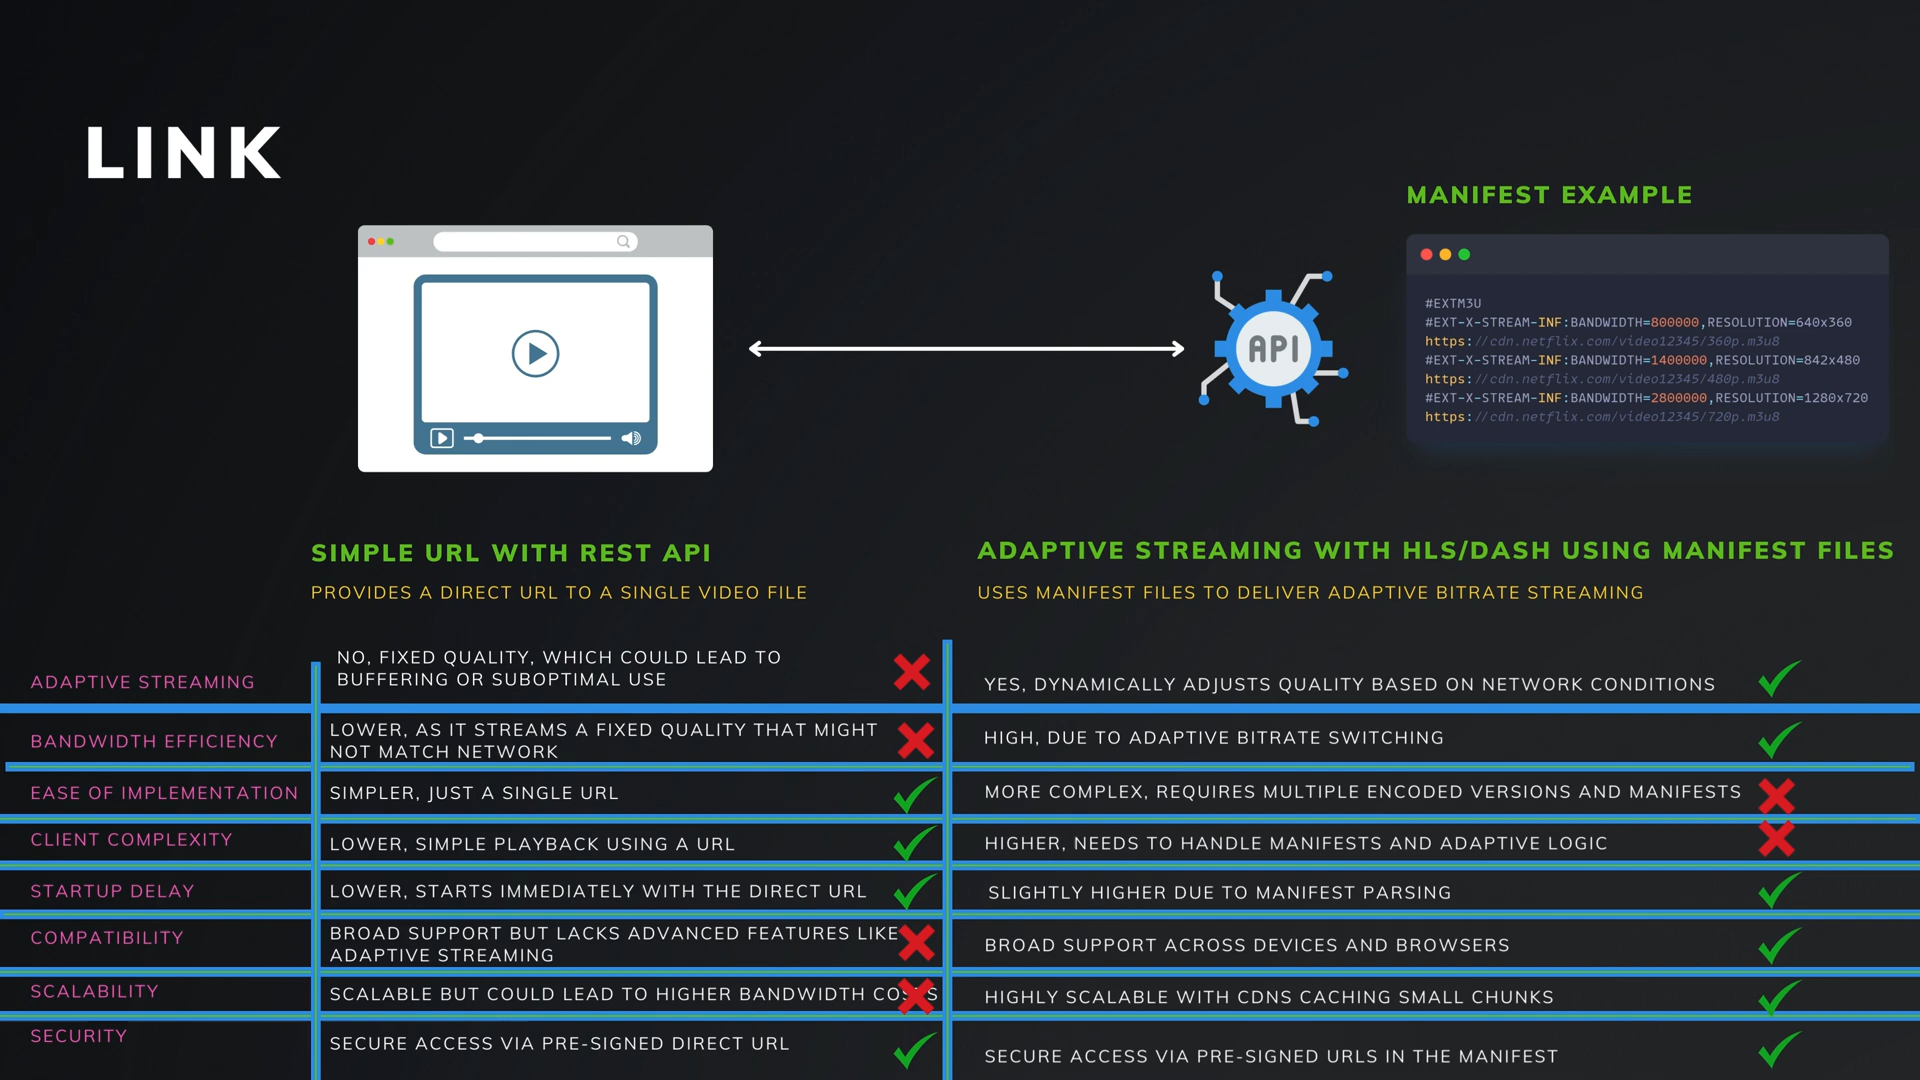 LINK
MANIFEST EXAMPLE
#EXTM3U
#EXT-X-STREAM-INF:BANDWIDTH=800000,RESOLUTION=640x360
https://cdn.netflix.com/video12345/360p.m3u8
#EXT-X-STREAM-INF:BANDWIDTH=1400000,RESOLUTION=842x480
https://cdn.netflix.com/video12345/480p.m3u8
#EXT-X-STREAM-INF:BANDWIDTH=2800000,RESOLUTION=1280x720
https://cdn.netflix.com/video12345/720p.m3u8
API
SIMPLE URL WITH REST API
PROVIDES A DIRECT URL TO A SINGLE VIDEO FILE
ADAPTIVE STREAMING WITH HLS/DASH USING MANIFEST FILES
USES MANIFEST FILES TO DELIVER ADAPTIVE BITRATE STREAMING
ADAPTIVE STREAMING
NO, FIXED QUALITY, WHICH COULD LEAD TO
BUFFERING OR SUBOPTIMAL USE
YES, DYNAMICALLY ADJUSTS QUALITY BASED ON NETWORK CONDITIONS
BANDWIDTH EFFICIENCY
LOWER, AS IT STREAMS A FIXED QUALITY THAT MIGHT
NOT MATCH NETWORK
HIGH, DUE TO ADAPTIVE BITRATE SWITCHING
EASE OF IMPLEMENTATION
SIMPLER, JUST A SINGLE URL
MORE COMPLEX, REQUIRES MULTIPLE ENCODED VERSIONS AND MANIFESTS
CLIENT COMPLEXITY
LOWER, SIMPLE PLAYBACK USING A URL
HIGHER, NEEDS TO HANDLE MANIFESTS AND ADAPTIVE LOGIC
STARTUP DELAY
LOWER, STARTS IMMEDIATELY WITH THE DIRECT URL
SLIGHTLY HIGHER DUE TO MANIFEST PARSING
COMPATIBILITY
BROAD SUPPORT BUT LACKS ADVANCED FEATURES LIKE
ADAPTIVE STREAMING
BROAD SUPPORT ACROSS DEVICES AND BROWSERS
SCALABILITY
SCALABLE BUT COULD LEAD TO HIGHER BANDWIDTH COSTS
HIGHLY SCALABLE WITH CDNS CACHING SMALL CHUNKS
SECURITY
SECURE ACCESS VIA PRE-SIGNED DIRECT URL
SECURE ACCESS VIA PRE-SIGNED URLS IN THE MANIFEST